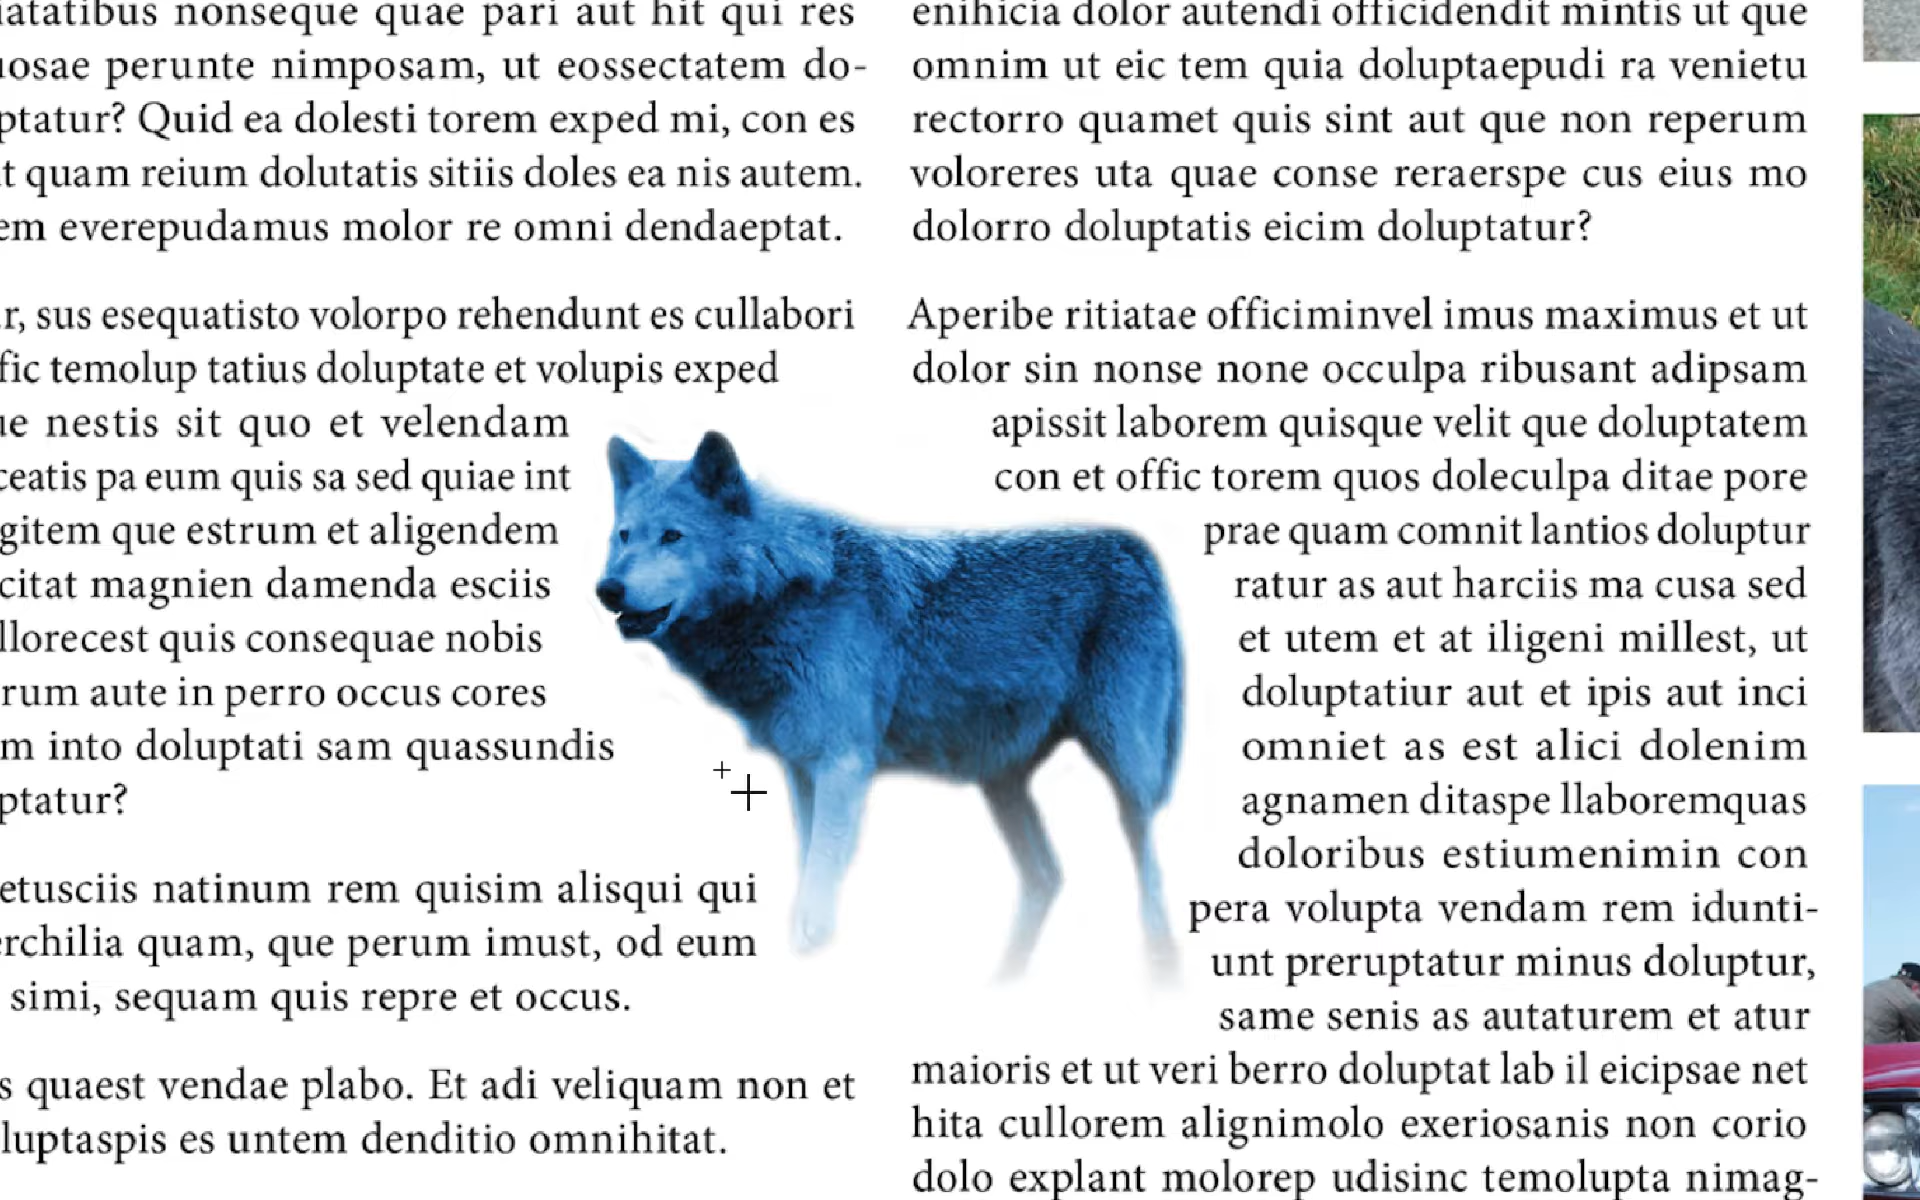 iatatibus nonseque quae pari aut hit qui res
uosae perunte nimposam, ut eossectatem do-
ptatur? Quid ea dolesti torem exped mi, con es
t quam reium dolutatis sitiis doles ea nis autem.
em everepudamus molor re omni dendaeptat.
r, sus esequatisto volorpo rehendunt es cullabori
fic temolup tatius doluptate et volupis exped
ue nestis sit quo et velendam
ceatis pa eum quis sa sed quiae int
gitem que estrum et aligendem
citat magnien damenda esciis
llorecest quis consequae nobis
rum aute in perro occus cores
m into doluptati sam quassundis
ptatur?
etusciis natinum rem quisim alisqui qui
erchilia quam, que perum imust, od eum
simi, sequam quis repre et occus.
s quaest vendae plabo. Et adi veliquam non et
luptaspis es untem denditio omnihitat.
enihicia dolor autendi officidendit mintis ut que
omnim ut eic tem quia doluptaepudi ra venietu
rectorro quamet quis sint aut que non reperum
voloreres uta quae conse reraerspe cus eius mo
dolorro doluptatis eicim doluptatur?
Aperibe ritiatae officiminvel imus maximus et ut
dolor sin nonse none occulpa ribusant adipsam
apissit laborem quisque velit que doluptatem
con et offic torem quos doleculpa ditae pore
prae quam comnit lantios doluptur
ratur as aut harciis ma cusa sed
et utem et at iligeni millest, ut
doluptatiur aut et ipis aut inci
omniet as est alici dolenim
agnamen ditaspe llaboremquas
doloribus estiumenimin con
pera volupta vendam rem idunti-
unt preruptatur minus doluptur,
same senis as autaturem et atur
maioris et ut veri berro doluptat lab il eicipsae net
hita cullorem alignimolo exeriosanis non corio
dolo explant molorep udisinc temolupta nimag-